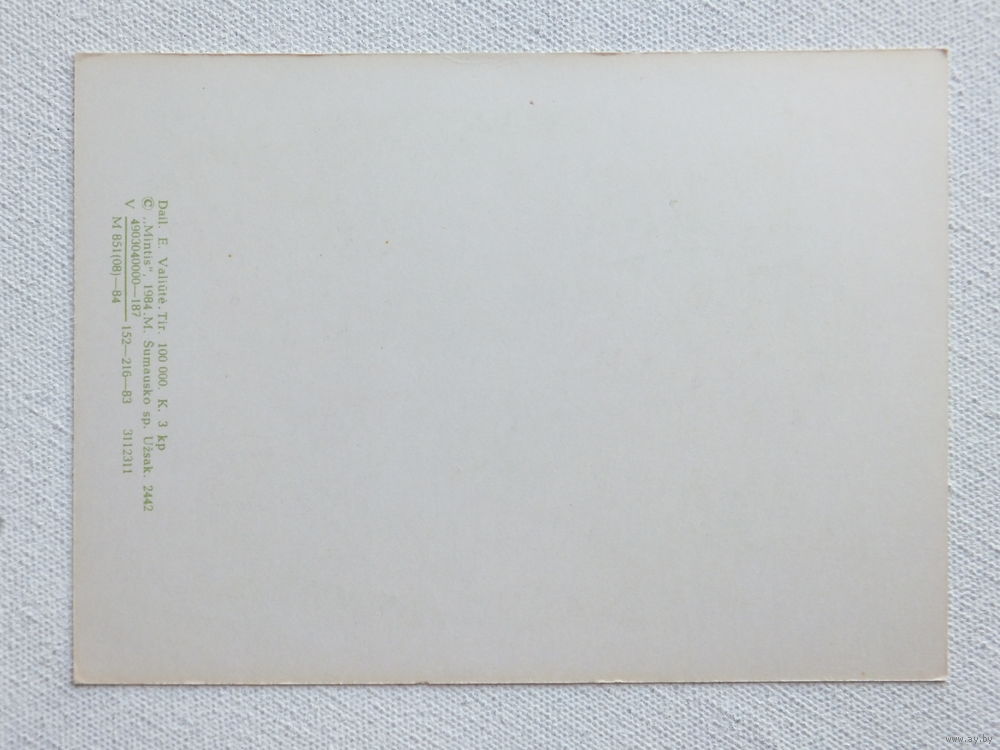 Dail. E. Valiūtė. Tir. 100 000. K. 3 kp
© „Mintis“, 1984. M. Šumausko sp. Užsak. 2442
V 4903040000—187 152—216—83 3112311
M 851(08)—84
www.ay.by